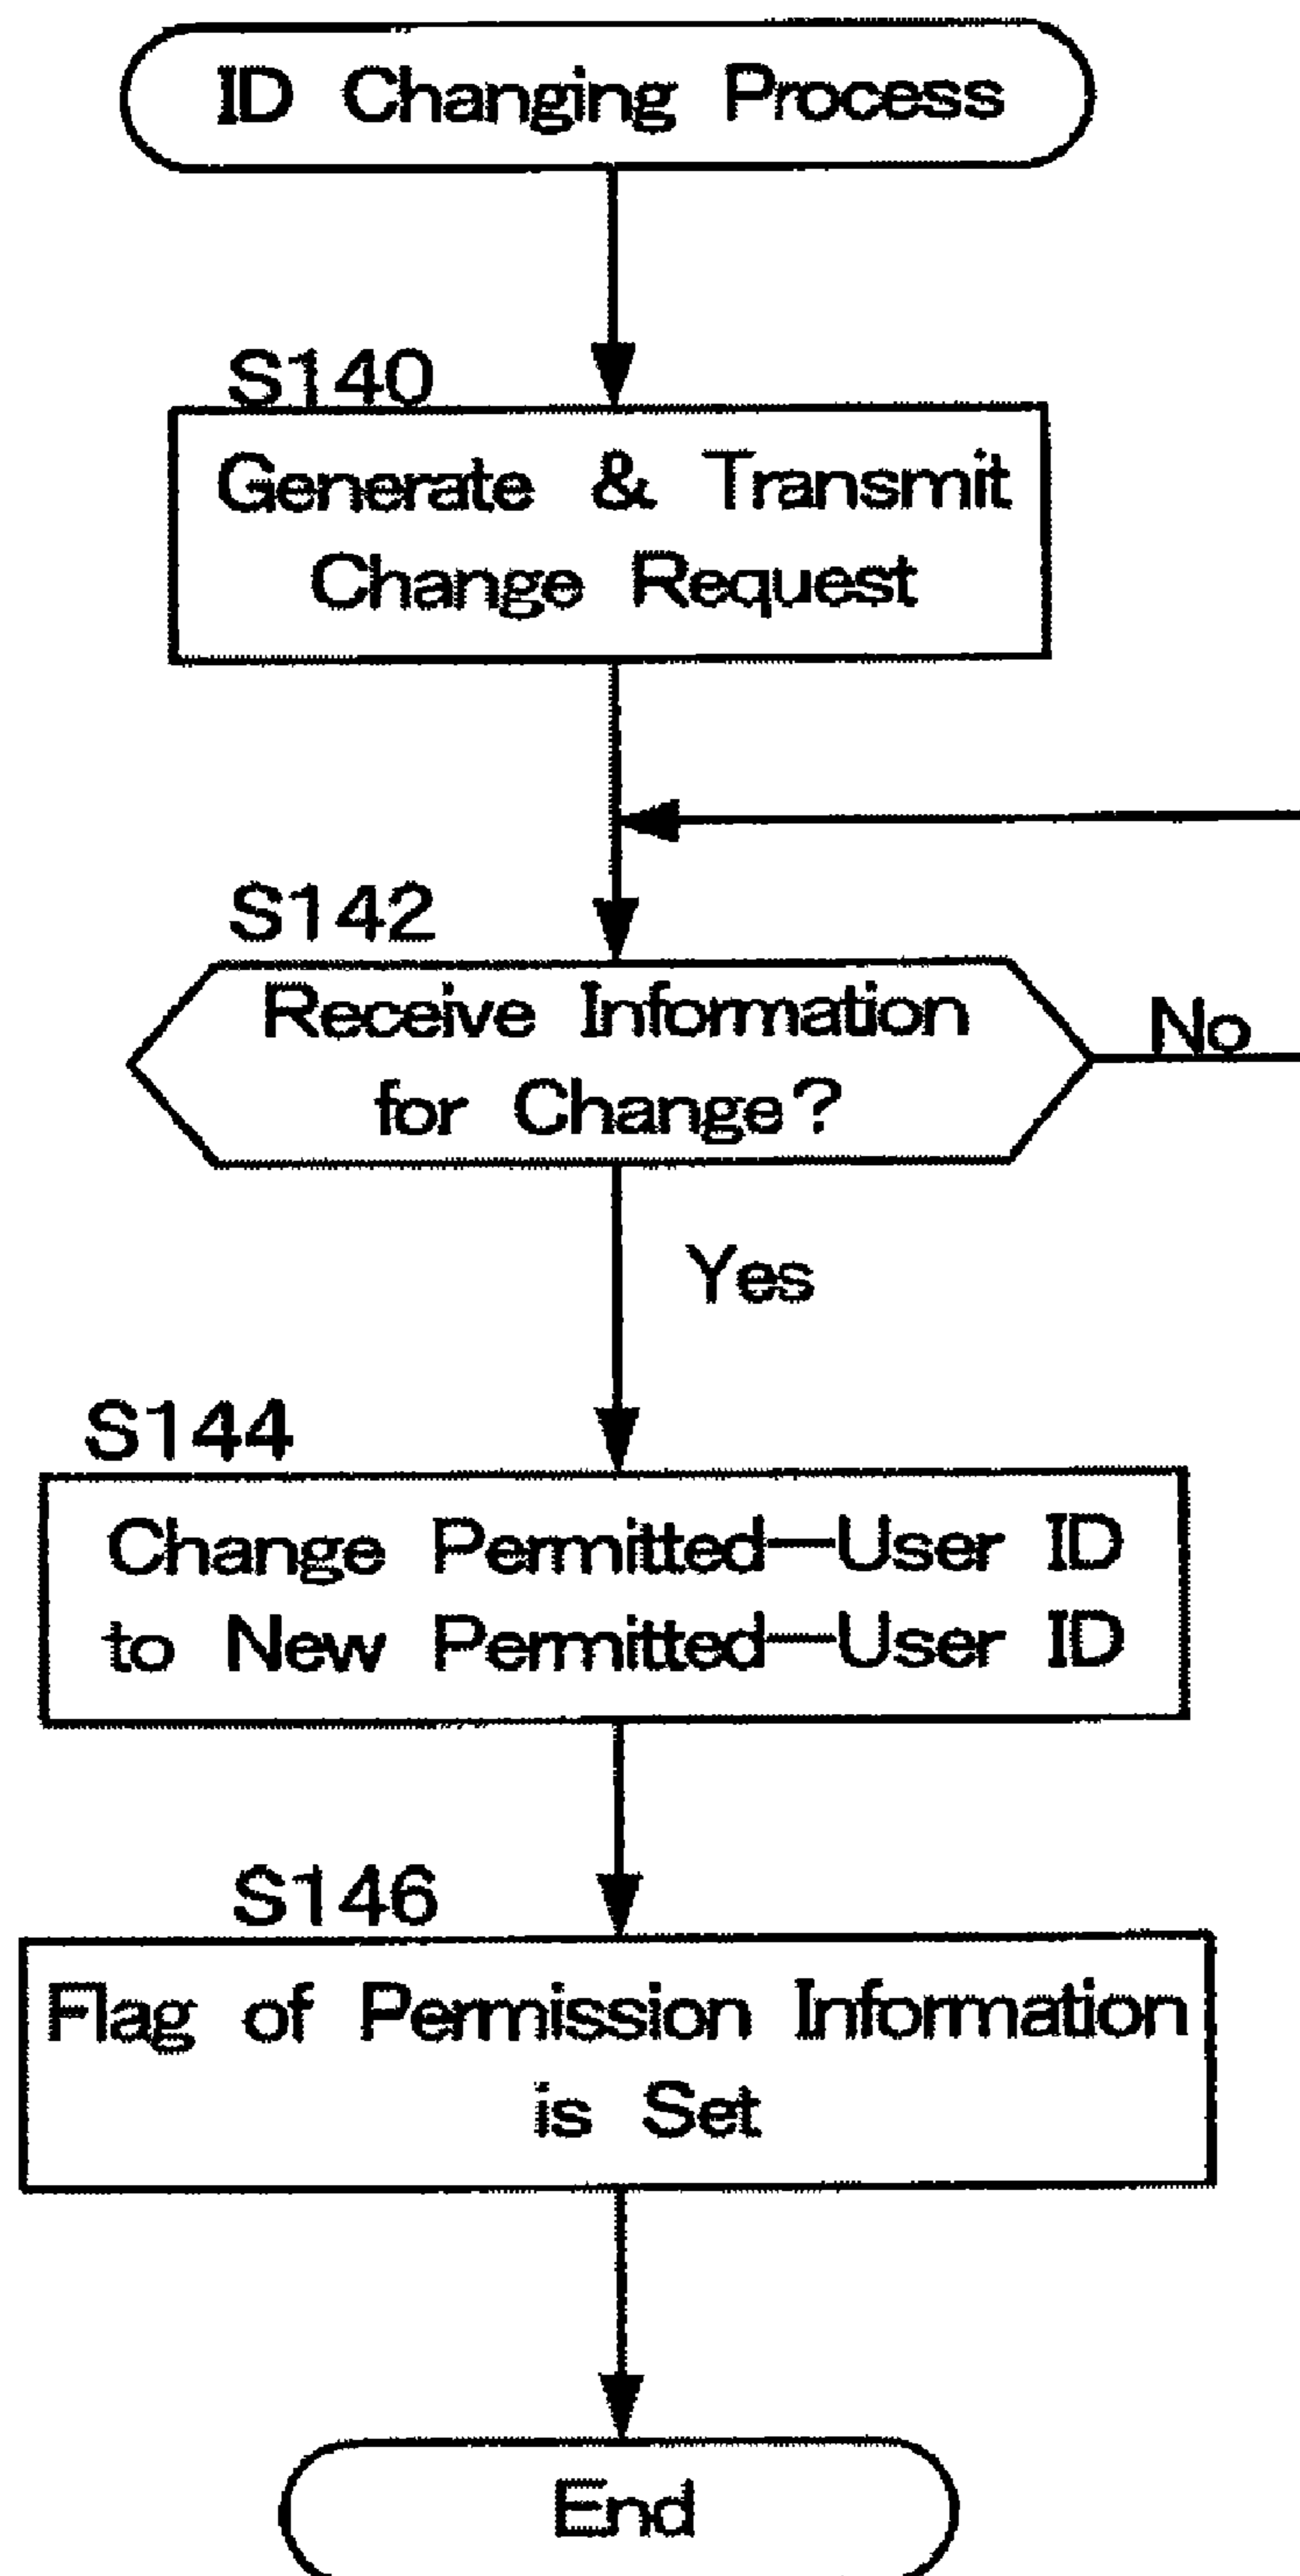 ID Changing Process
S140
Generate & Transmit
Change Request
S142
Receive Information
for Change?
No
Yes
S144
Change Permitted—User ID
to New Permitted—User ID
S146
Flag of Permission Information
is Set
End